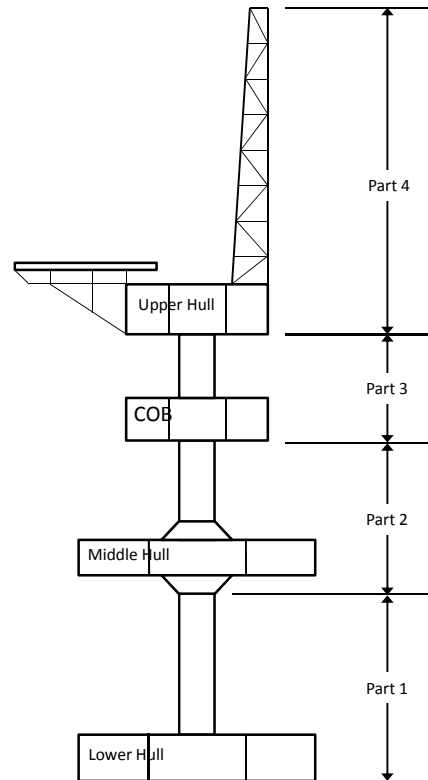 Part 4
Upper Hull
Part 3
COB
Part 2
Middle Hull
Part 1
Lower Hull